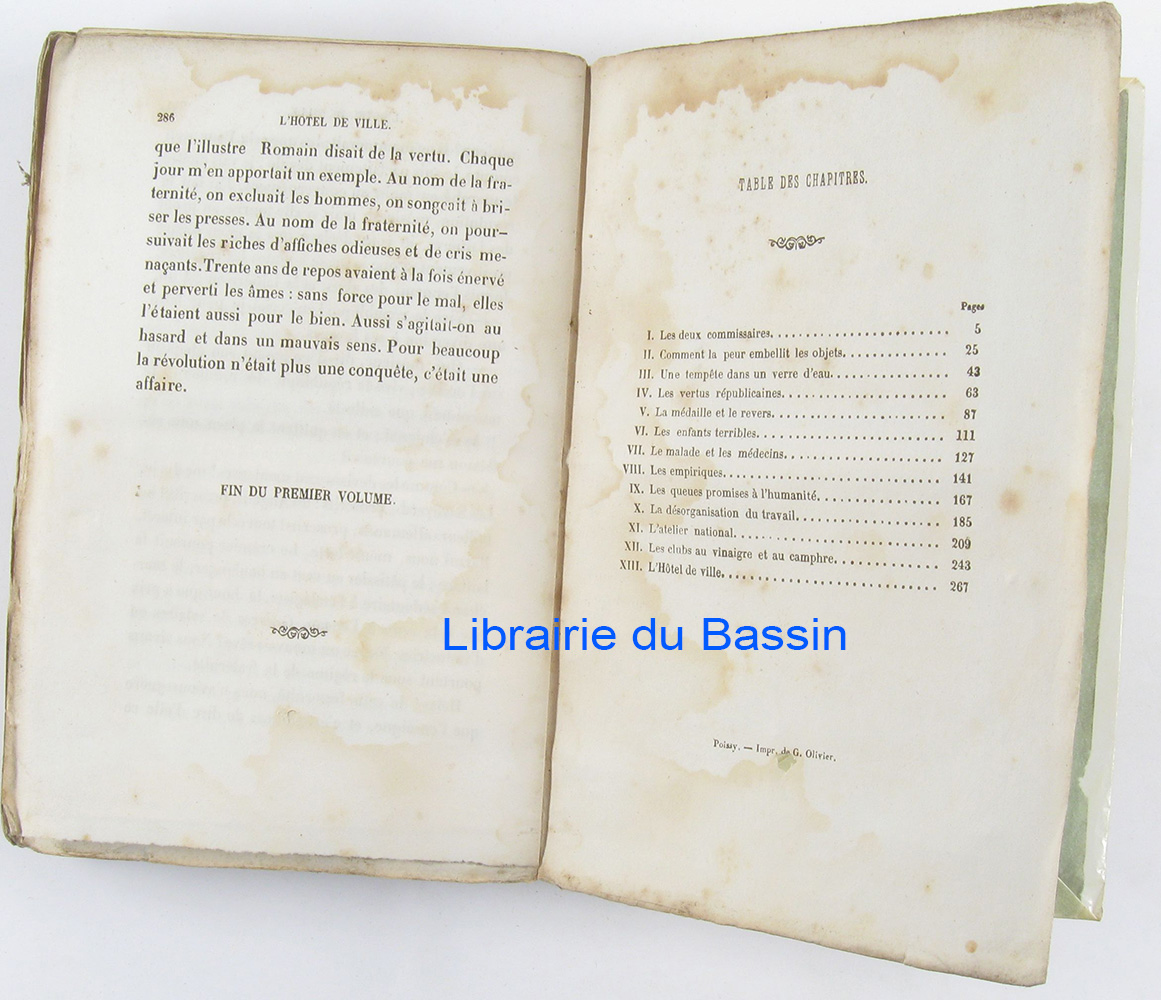 286 L'HÔTEL DE VILLE.
que l'illustre Romain disait de la vertu. Chaque
jour m'en apportait un exemple. Au nom de la fra-
ternité, on excluait les hommes, on songeait à bri-
ser les presses. Au nom de la fraternité, on pour-
suivait les riches d'affiches odieuses et de cris me-
naçants. Trente ans de repos avaient à la fois énervé
et perverti les âmes : sans force pour le mal, elles
l'étaient aussi pour le bien. Aussi s'agitait-on au
hasard et dans un mauvais sens. Pour beaucoup
la révolution n'était plus une conquête, c'était une
affaire.
FIN DU PREMIER VOLUME.
TABLE DES CHAPITRES.
Pages
I. Les deux commissaires. 5
II. Comment la peur embellit les objets. 25
III. Une tempête dans un verre d'eau. 43
IV. Les vertus républicaines. 63
V. La médaille et le revers. 87
VI. Les enfants terribles. 111
VII. Le malade et les médecins. 127
VIII. Les empiriques. 141
IX. Les queues promises à l'humanité. 167
X. La désorganisation du travail. 185
XI. L'atelier national. 209
XII. Les clubs au vinaigre et au camphre. 243
XIII. L'Hôtel de ville. 267
Librairie du Bassin
Poissy. — Impr. de G. Olivier.